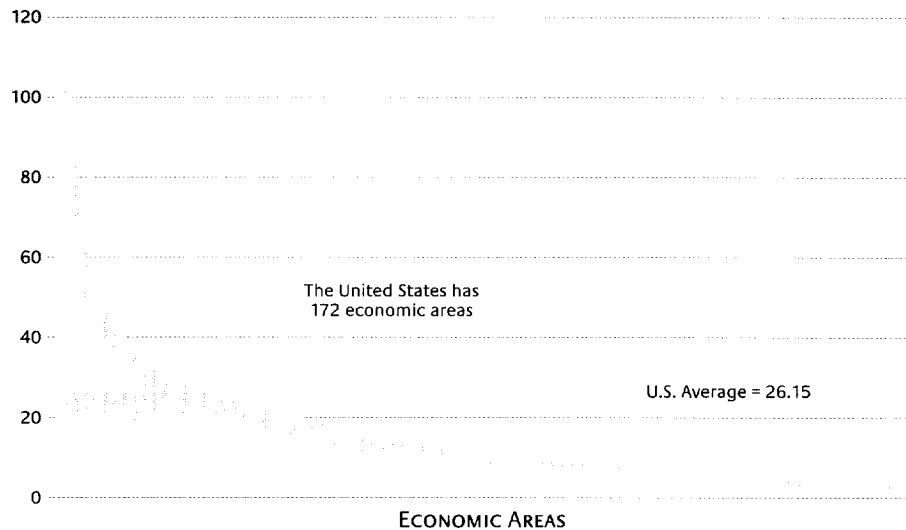 120
100
80
60
The United States has
172 economic areas
40
U.S. Average = 26.15
20
0
ECONOMIC AREAS